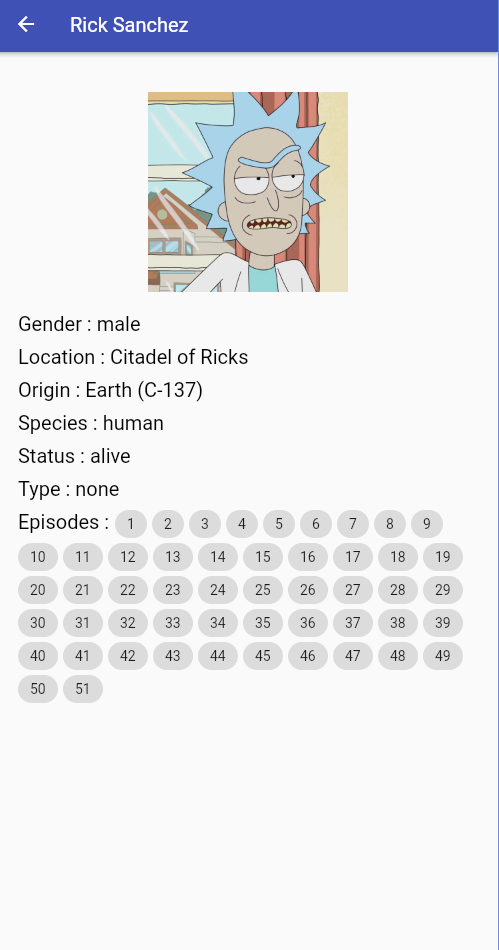 Rick Sanchez
Gender : male
Location : Citadel of Ricks
Origin : Earth (C-137)
Species : human
Status : alive
Type : none
Episodes : 1 2 3 4 5 6 7 8 9
10 11 12 13 14 15 16 17 18 19
20 21 22 23 24 25 26 27 28 29
30 31 32 33 34 35 36 37 38 39
40 41 42 43 44 45 46 47 48 49
50 51